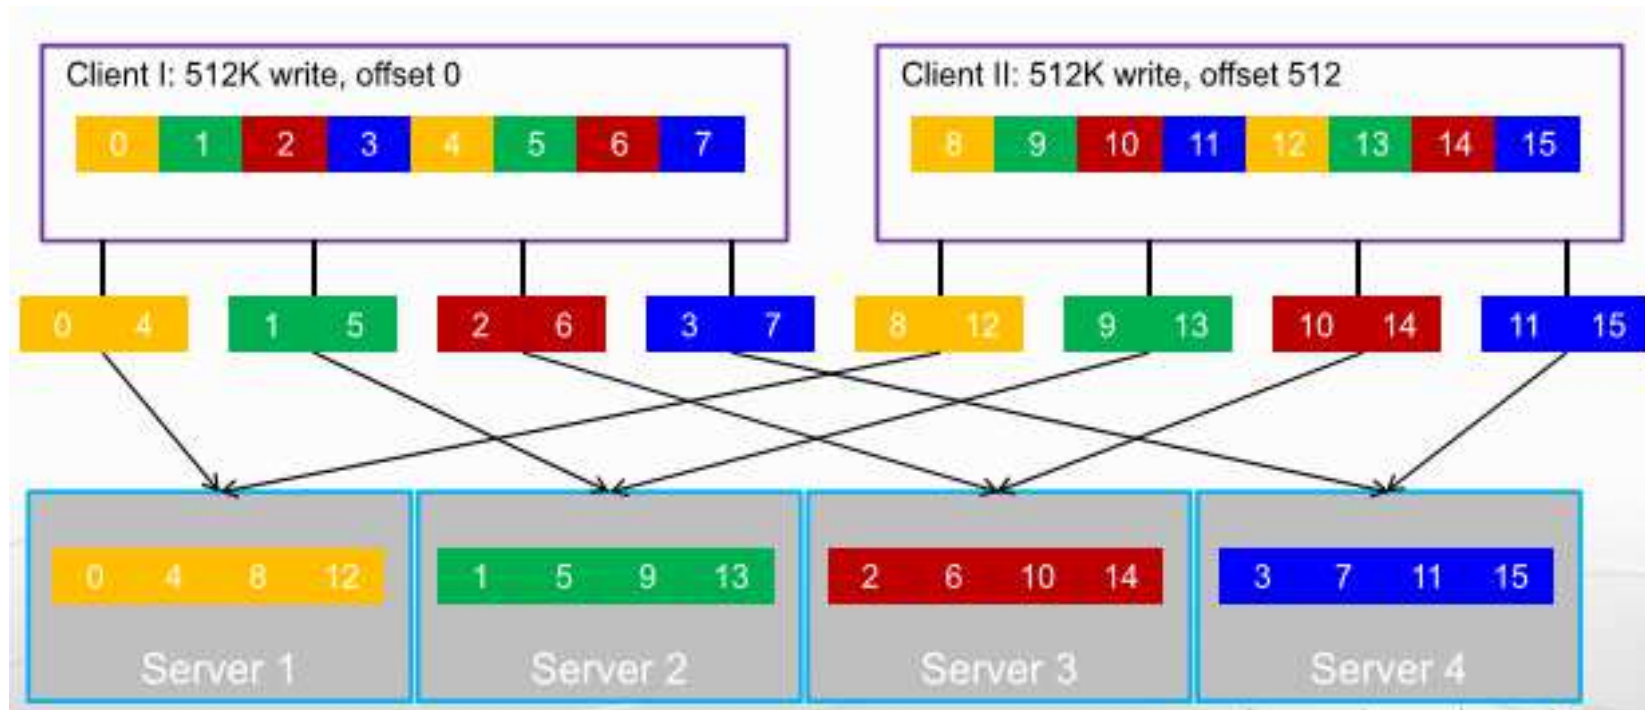 Client I: 512K write, offset 0
0 1 2 3 4 5 6 7
Client II: 512K write, offset 512
8 9 10 11 12 13 14 15
0 4
1 5
2 6
3 7
8 12
9 13
10 14
11 15
0 4 8 12
Server 1
1 5 9 13
Server 2
2 6 10 14
Server 3
3 7 11 15
Server 4